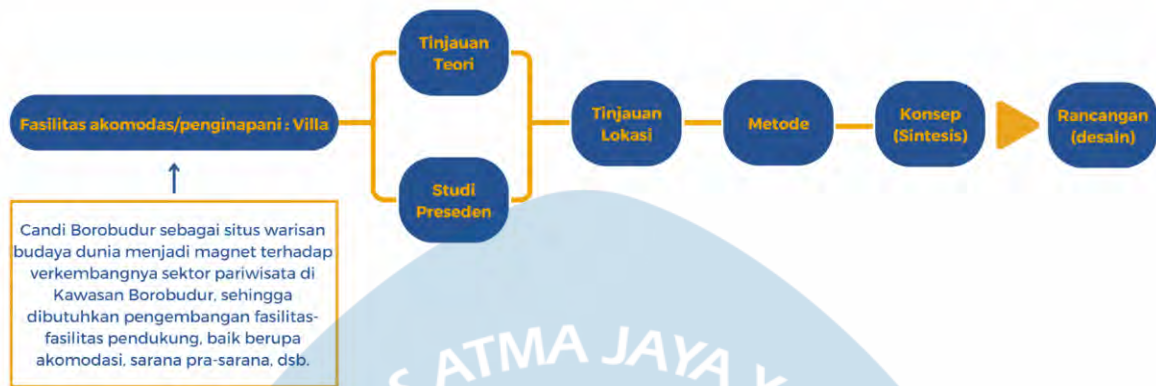 Fasilitas akomodas/penginapani : Villa
Candi Borobudur sebagai situs warisan
budaya dunia menjadi magnet terhadap
verkembangnya sektor pariwisata di
Kawasan Borobudur, sehingga
dibutuhkan pengembangan fasilitas-
fasilitas pendukung, baik berupa
akomodasi, sarana pra-sarana, dsb.
Tinjauan
Teori
Studi
Preseden
Tinjauan
Lokasi
Metode
Konsep
(Sintesis)
Rancangan
(desain)
S ATMA JAYA Y